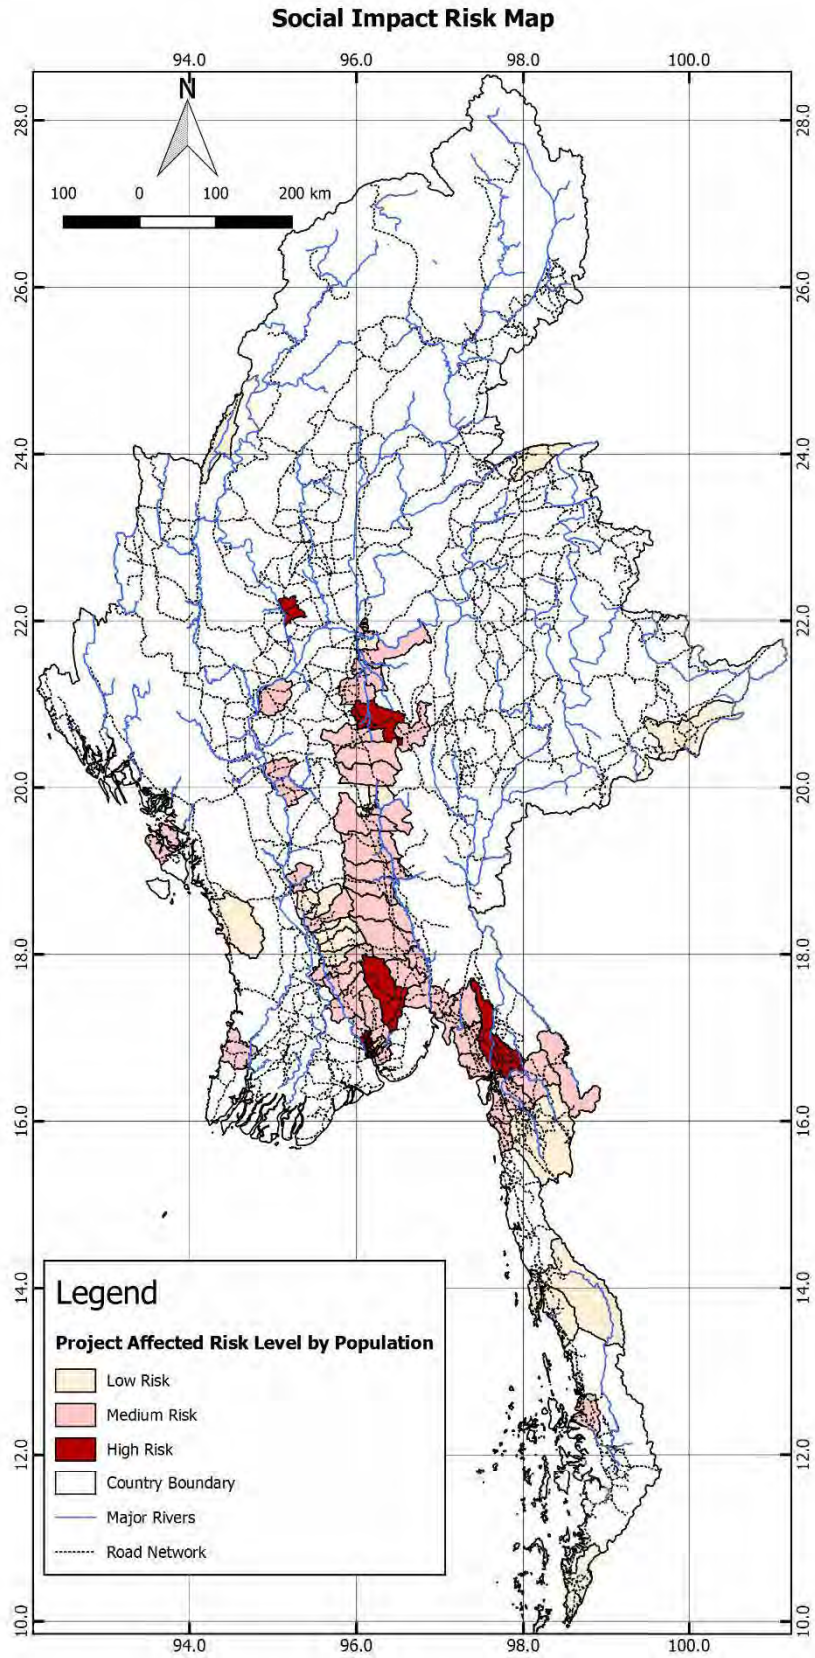 Social Impact Risk Map
94.0 96.0 98.0 100.0
N
100 0 100 200 km
28.0 28.0
26.0 26.0
24.0 24.0
22.0 22.0
20.0 20.0
18.0 18.0
16.0 16.0
14.0 14.0
12.0 12.0
10.0 10.0
Legend
Project Affected Risk Level by Population
Low Risk
Medium Risk
High Risk
Country Boundary
Major Rivers
Road Network
94.0 96.0 98.0 100.0